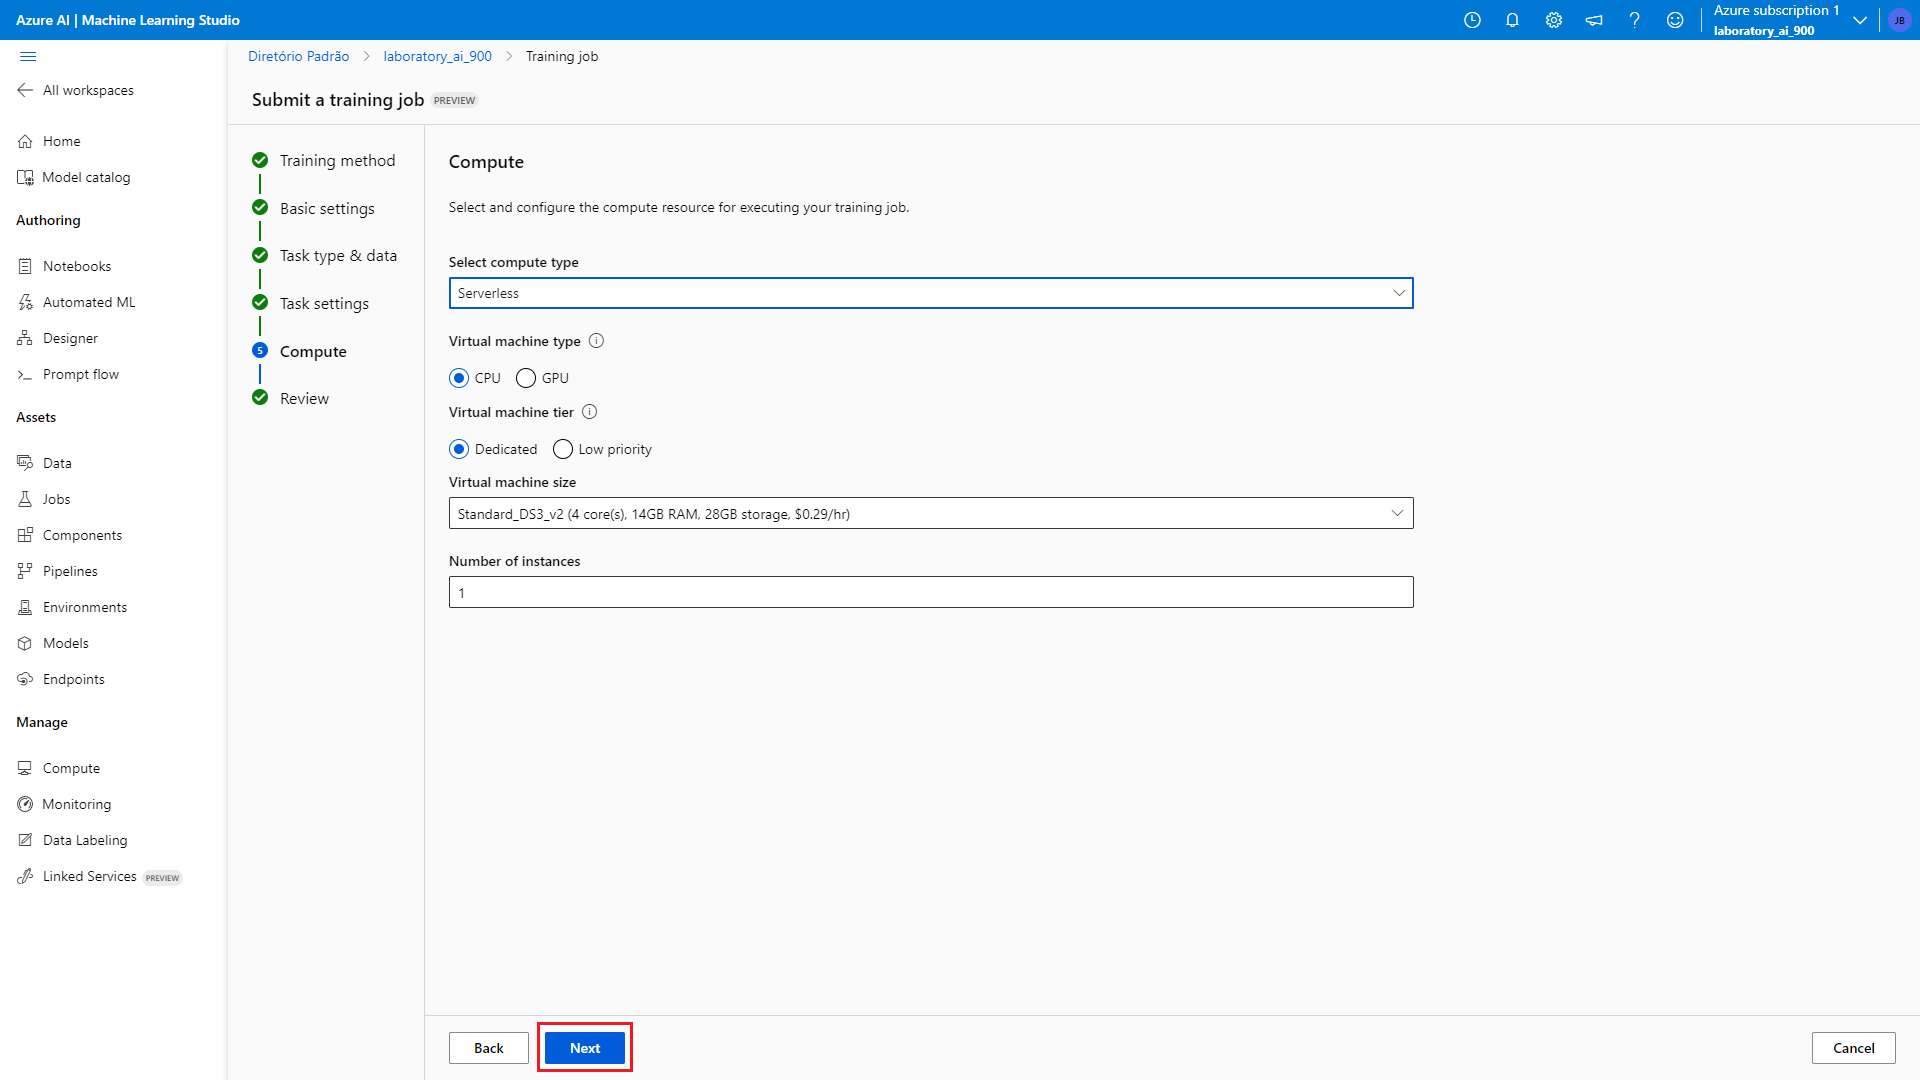 Azure AI | Machine Learning Studio
Azure subscription 1
laboratory_ai_900
JB
All workspaces
Home
Model catalog
Authoring
Notebooks
Automated ML
Designer
Prompt flow
Assets
Data
Jobs
Components
Pipelines
Environments
Models
Endpoints
Manage
Compute
Monitoring
Data Labeling
Linked Services PREVIEW
Diretório Padrão > laboratory_ai_900 > Training job
Submit a training job PREVIEW
Training method
Basic settings
Task type & data
Task settings
5 Compute
Review
Compute
Select and configure the compute resource for executing your training job.
Select compute type
Serverless
Virtual machine type
CPU GPU
Virtual machine tier
Dedicated Low priority
Virtual machine size
Standard_DS3_v2 (4 core(s), 14GB RAM, 28GB storage, $0.29/hr)
Number of instances
1
Back Next Cancel